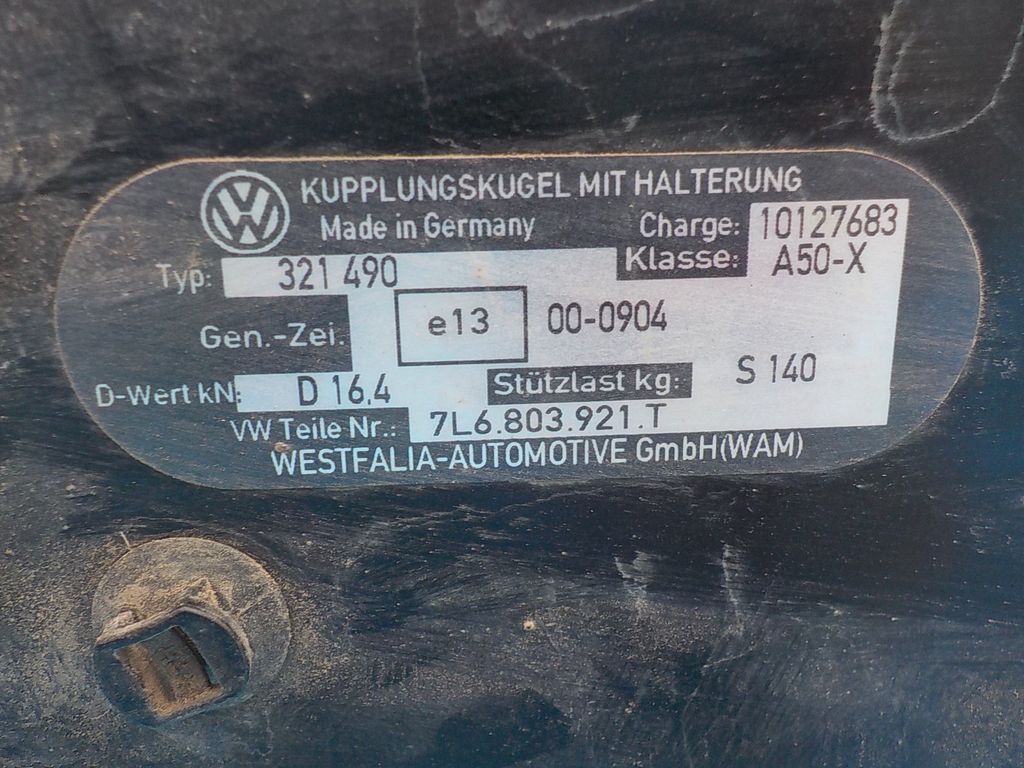 KUPPLUNGSKUGEL MIT HALTERUNG
Made in Germany Charge: 10127683
Typ: 321 490 Klasse: A50-X
Gen.-Zei. e13 00-0904
D-Wert kN: D 16,4 Stützlast kg: S 140
VW Teile Nr.: 7L6.803.921.T
WESTFALIA-AUTOMOTIVE GmbH(WAM)